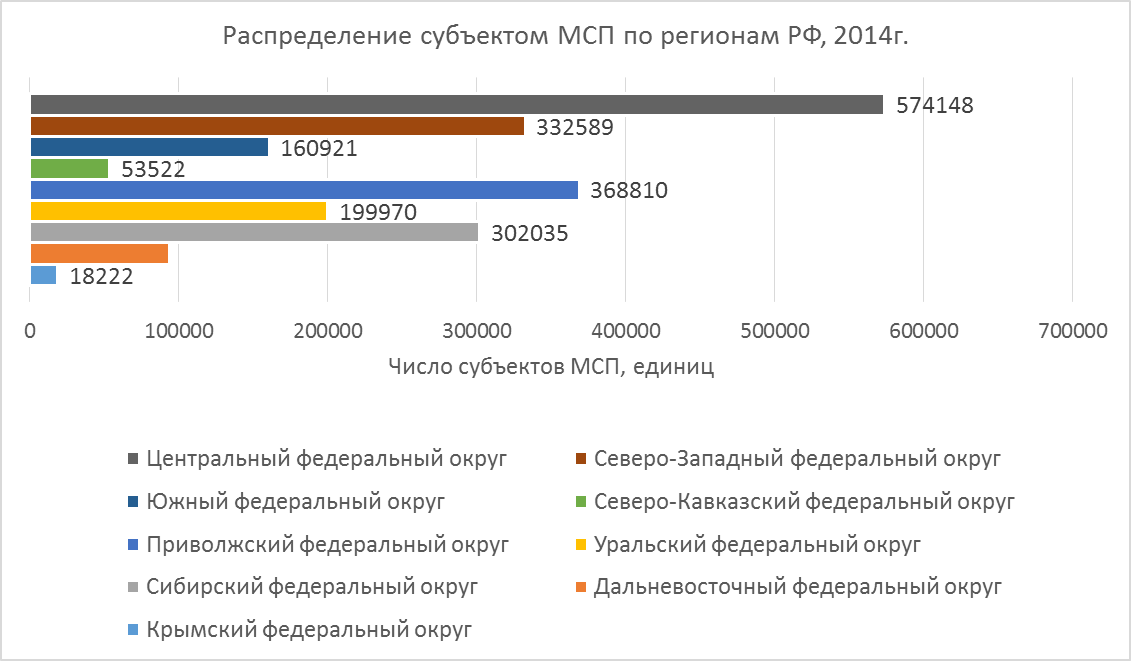 Распределение субъектом МСП по регионам РФ, 2014г.
574148
332589
160921
53522
368810
199970
302035
18222
0 100000 200000 300000 400000 500000 600000 700000
Число субъектов МСП, единиц
Центральный федеральный округ Северо-Западный федеральный округ
Южный федеральный округ Северо-Кавказский федеральный округ
Приволжский федеральный округ Уральский федеральный округ
Сибирский федеральный округ Дальневосточный федеральный округ
Крымский федеральный округ